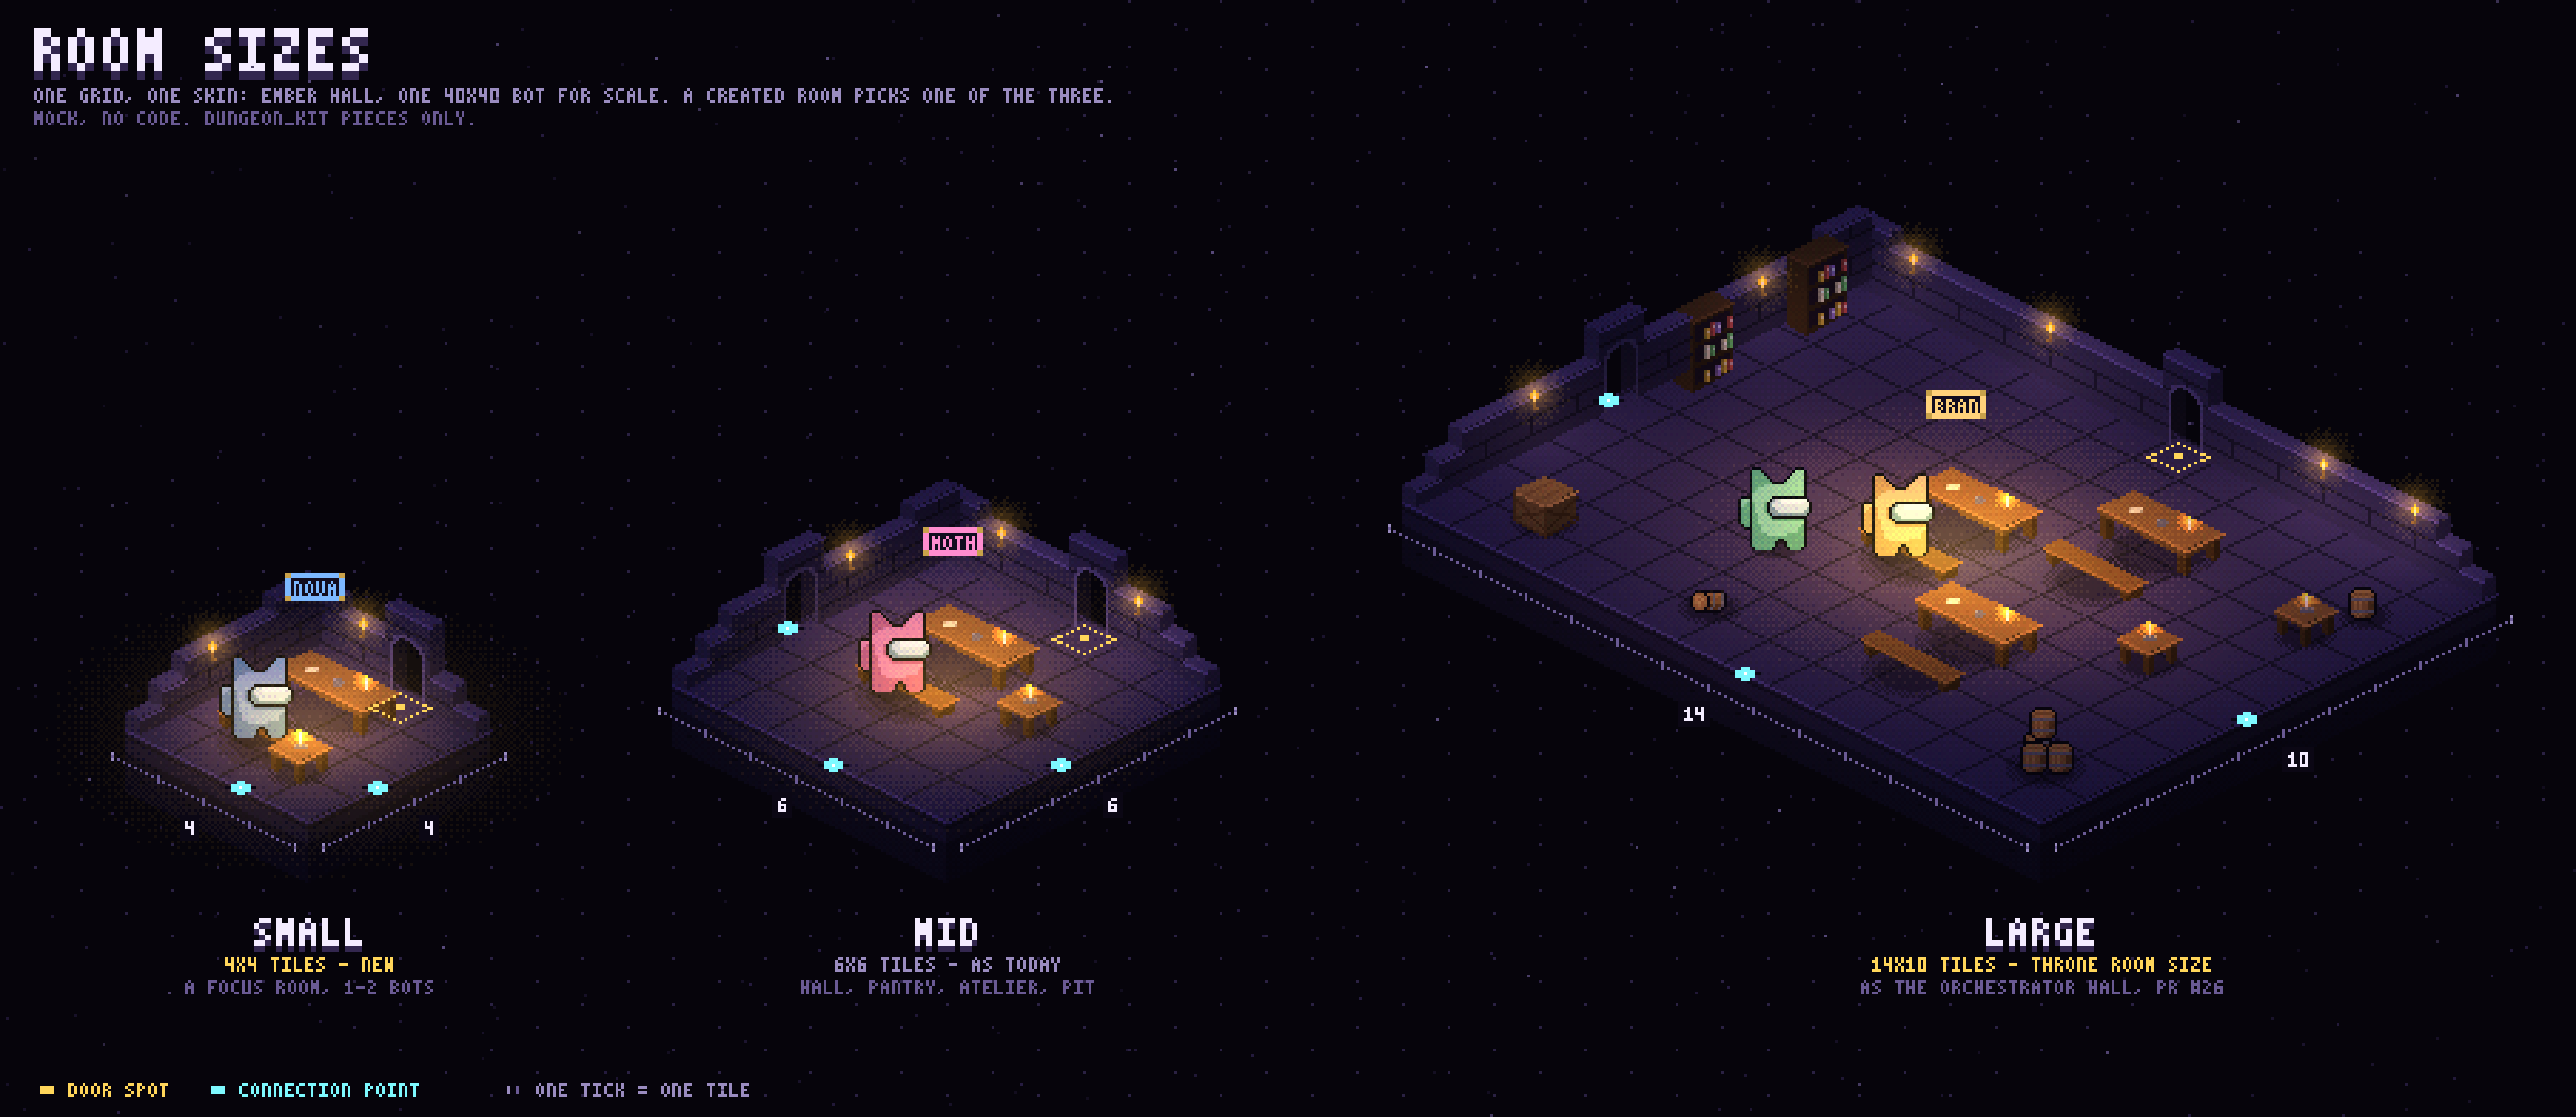 ROOM SIZES
ONE GRID, ONE SKIN: EMBER HALL, ONE 40X40 BOT FOR SCALE. A CREATED ROOM PICKS ONE OF THE THREE.
MOCK, NO CODE. DUNGEON_KIT PIECES ONLY.
BRAN
MOTH
NOVA
14
10
6
6
4
4
SMALL
4X4 TILES - NEW
A FOCUS ROOM, 1-2 BOTS
MID
6X6 TILES - AS TODAY
HALL, PANTRY, ATELIER, PIT
LARGE
14X10 TILES - THRONE ROOM SIZE
AS THE ORCHESTRATOR HALL, PR #26
DOOR SPOT
CONNECTION POINT
ONE TICK = ONE TILE